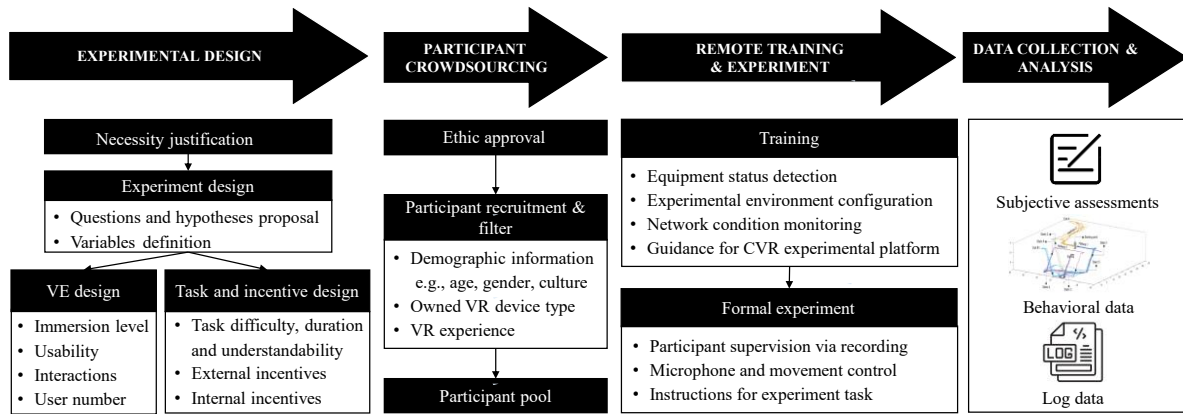 EXPERIMENTAL DESIGN
Necessity justification
Experiment design
• Questions and hypotheses proposal
• Variables definition
VE design
• Immersion level
• Usability
• Interactions
• User number
Task and incentive design
• Task difficulty, duration
and understandability
• External incentives
• Internal incentives
PARTICIPANT
CROWDSOURCING
Ethic approval
Participant recruitment &
filter
• Demographic information
e.g., age, gender, culture
• Owned VR device type
• VR experience
Participant pool
REMOTE TRAINING
& EXPERIMENT
Training
• Equipment status detection
• Experimental environment configuration
• Network condition monitoring
• Guidance for CVR experimental platform
Formal experiment
• Participant supervision via recording
• Microphone and movement control
• Instructions for experiment task
DATA COLLECTION &
ANALYSIS
Subjective assessments
Behavioral data
</>
LOG
Log data